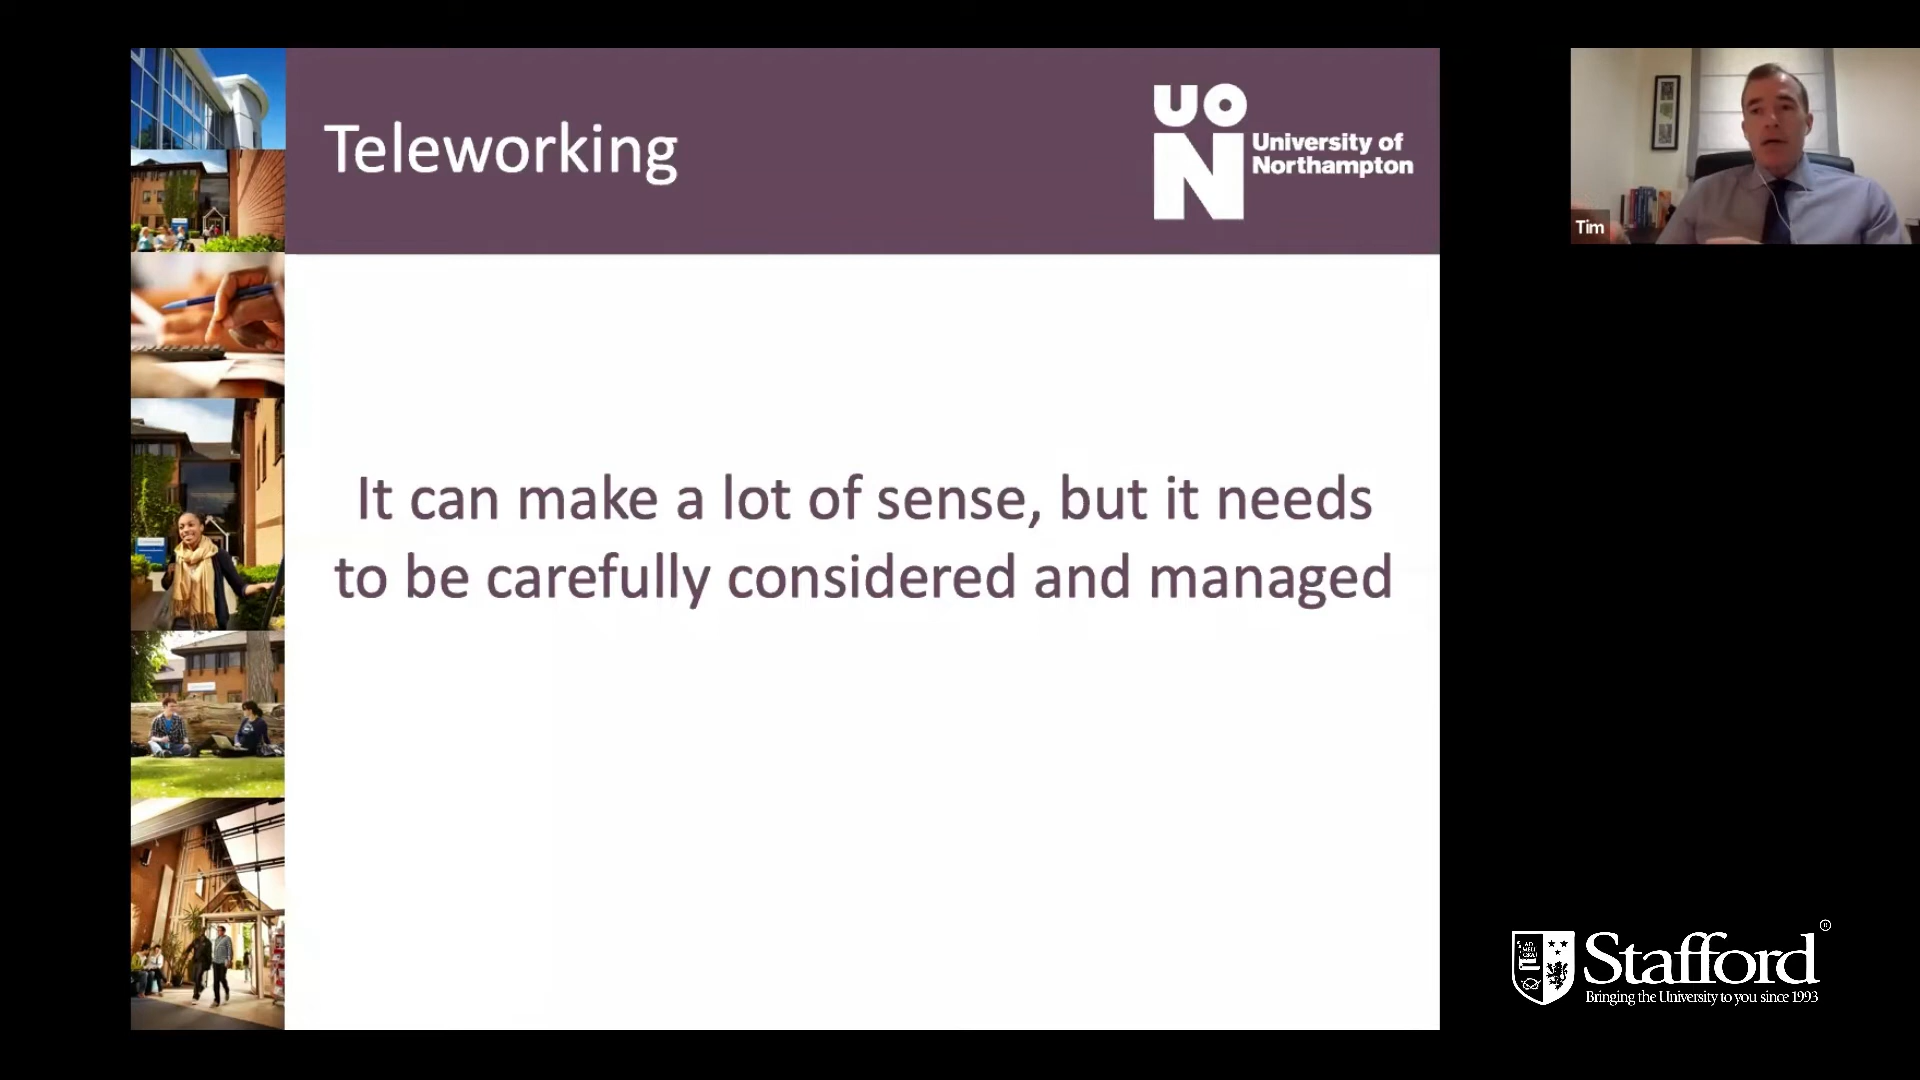 Teleworking
UO
N
University of
Northampton
It can make a lot of sense, but it needs
to be carefully considered and managed
Tim
Stafford
Bringing the University to you since 1993